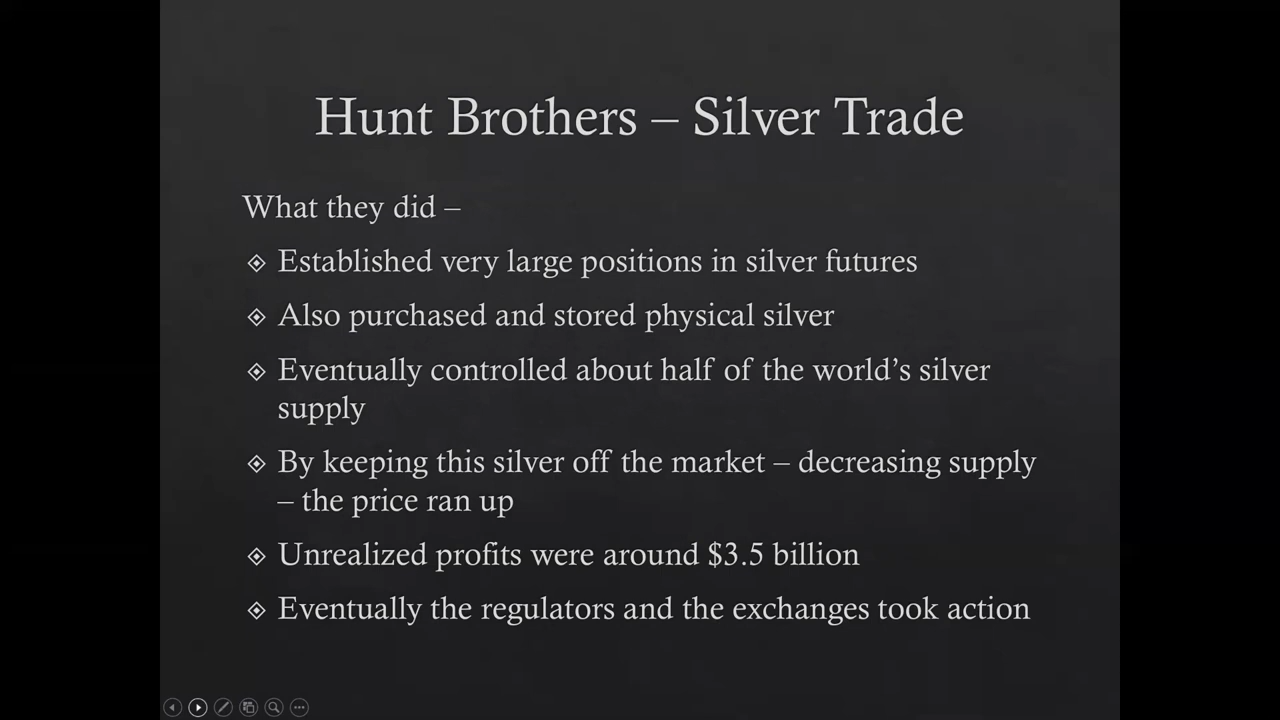 Hunt Brothers – Silver Trade
What they did –
Established very large positions in silver futures
Also purchased and stored physical silver
Eventually controlled about half of the world’s silver
supply
By keeping this silver off the market – decreasing supply
– the price ran up
Unrealized profits were around $3.5 billion
Eventually the regulators and the exchanges took action